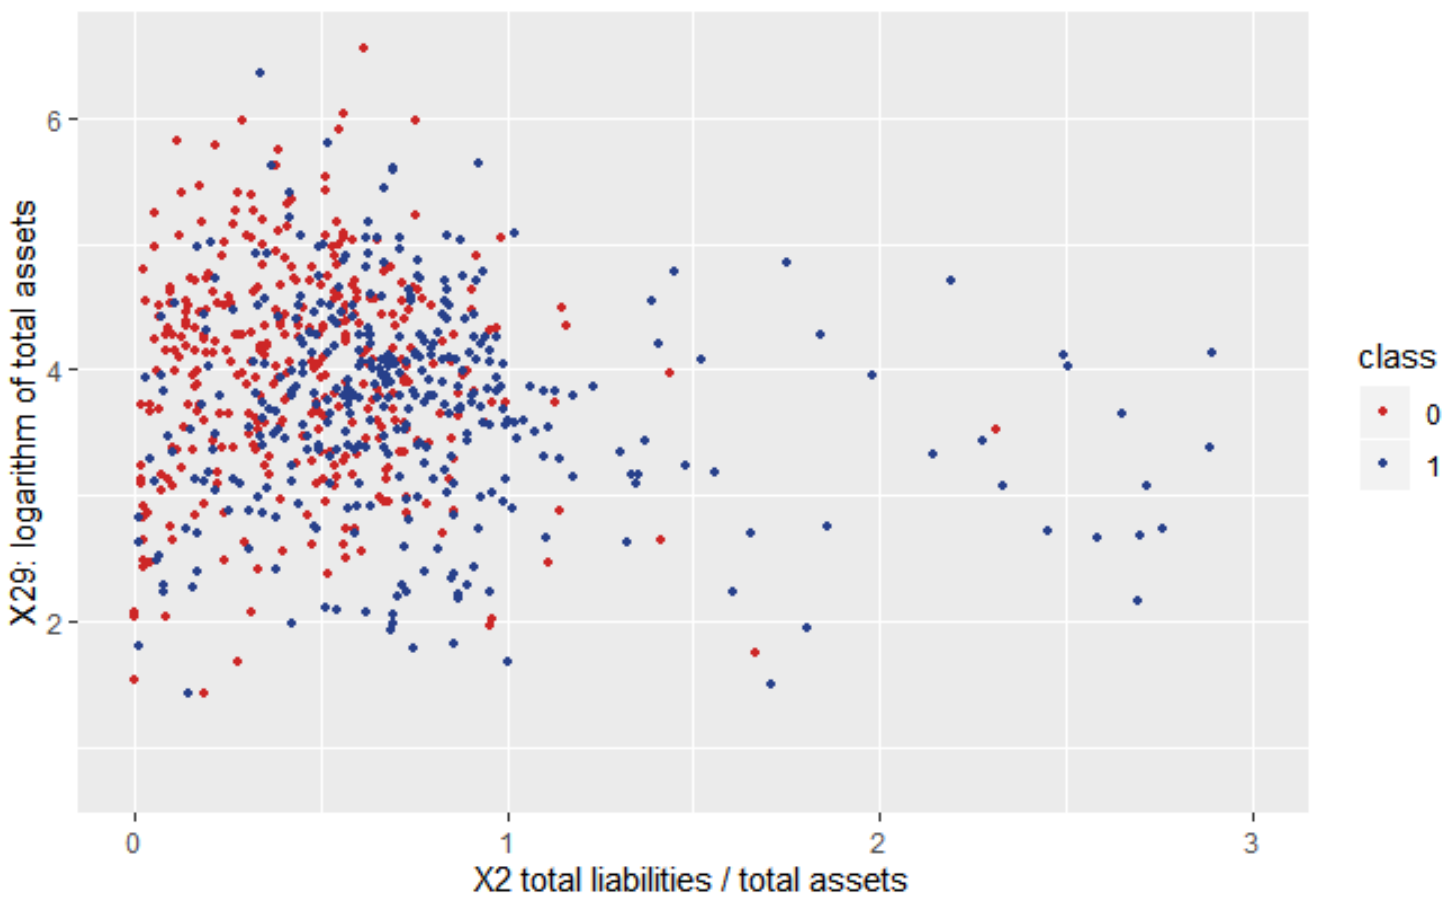 6
4
2
X29: logarithm of total assets
0 1 2 3
X2 total liabilities / total assets
class
0
1